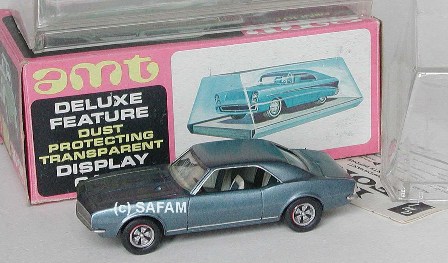 amt
DELUXE
FEATURE
DUST
PROTECTING
TRANSPARENT
DISPLAY
(c) SAFAM